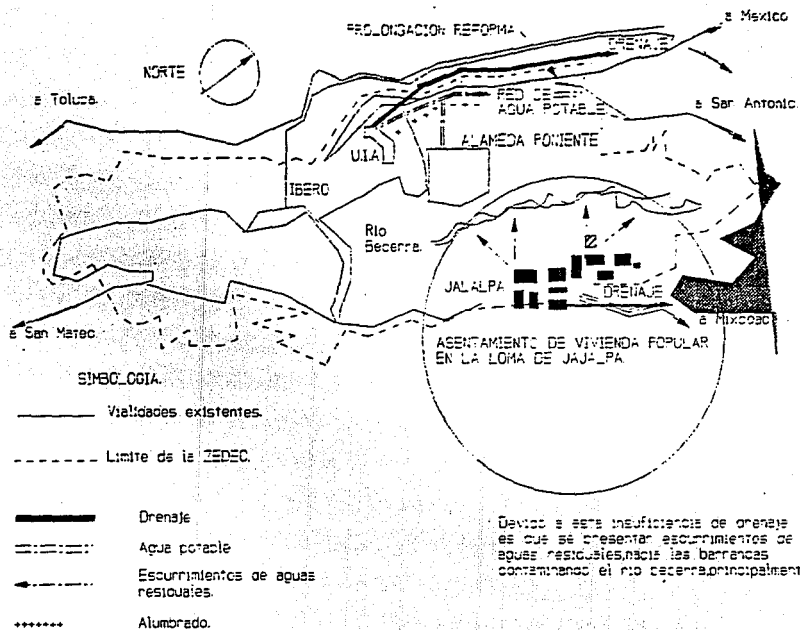 a Mexico
PROLONGACION REFORMA
DRENAJE
NORTE
a Toluca.
RED DE
AGUA POTABLE
a San Antonio.
ALAMEDA PONIENTE
U.I.A
IBERO
Rio
Becerra.
JALALPA
DRENAJE
a Mixcoac
a San Mateo.
ASENTAMIENTO DE VIVIENDA POPULAR
EN LA LOMA DE JAJALPA.
SIMBOLOGIA.
Vialidades existentes.
Limite de la ZEDEC.
Drenaje
Agua potable
Escurrimientos de aguas
residuales.
Alumbrado.
Devido a esta insuficiencia de drenaje
es que se presentan escurrimientos de
aguas residuales,hacia las barrancas
contaminando el rio becerra,principalment